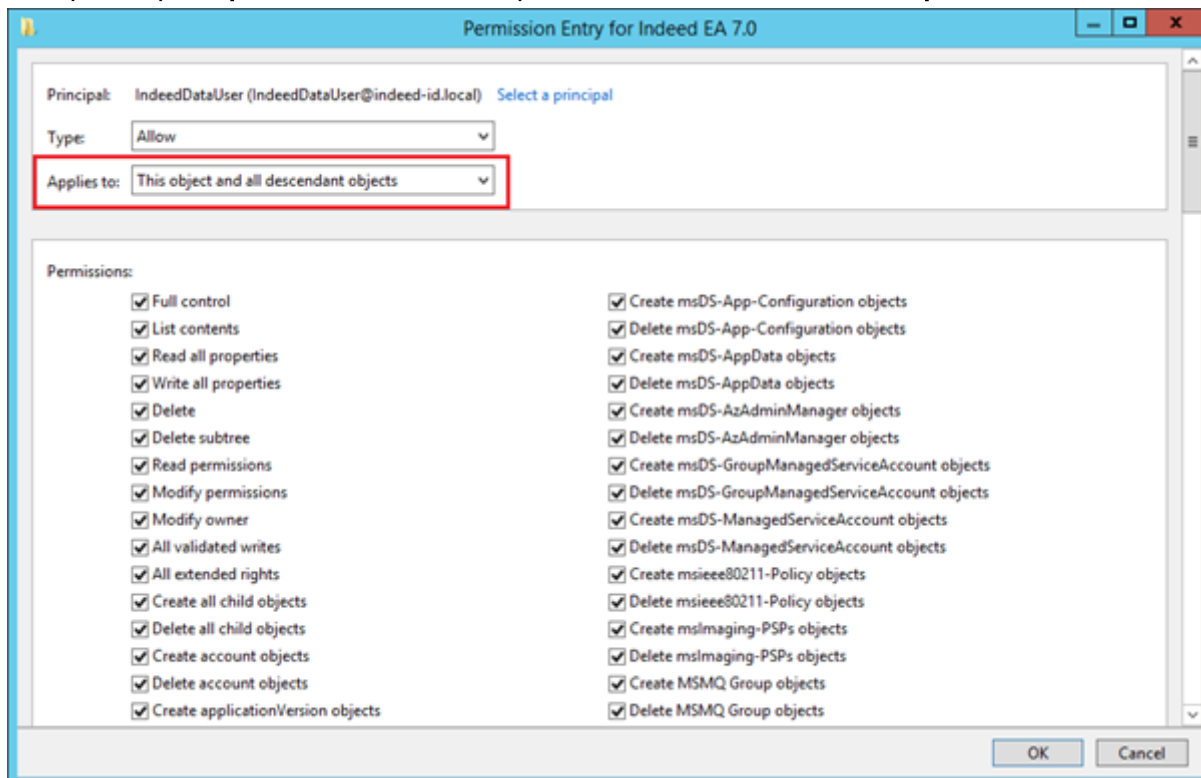 Permission Entry for Indeed EA 7.0
Principal: IndeedDataUser (IndeedDataUser@indeed-id.local) Select a principal
Type: Allow
Applies to: This object and all descendant objects
Permissions:
Full control
List contents
Read all properties
Write all properties
Delete
Delete subtree
Read permissions
Modify permissions
Modify owner
All validated writes
All extended rights
Create all child objects
Delete all child objects
Create account objects
Delete account objects
Create applicationVersion objects
Create msDS-App-Configuration objects
Delete msDS-App-Configuration objects
Create msDS-AppData objects
Delete msDS-AppData objects
Create msDS-AzAdminManager objects
Delete msDS-AzAdminManager objects
Create msDS-GroupManagedServiceAccount objects
Delete msDS-GroupManagedServiceAccount objects
Create msDS-ManagedServiceAccount objects
Delete msDS-ManagedServiceAccount objects
Create msieee80211-Policy objects
Delete msieee80211-Policy objects
Create msImaging-PSPs objects
Delete msImaging-PSPs objects
Create MSMQ Group objects
Delete MSMQ Group objects
OK Cancel